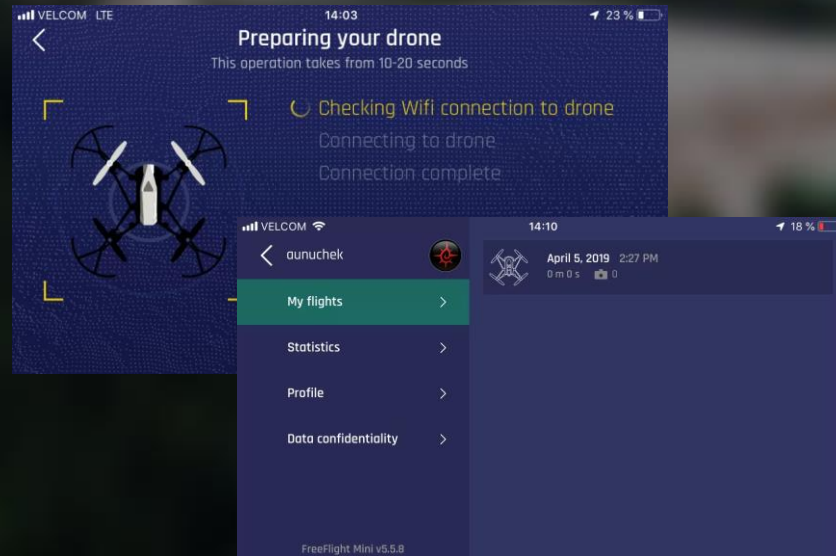 VELCOM LTE 14:03 23 %
Preparing your drone
This operation takes from 10-20 seconds
Checking Wifi connection to drone
Connecting to drone
Connection complete
VELCOM 14:10 18 %
aunuchek
My flights
Statistics
Profile
Data confidentiality
FreeFlight Mini v5.5.8
April 5, 2019 2:27 PM
0 m 0 s 0